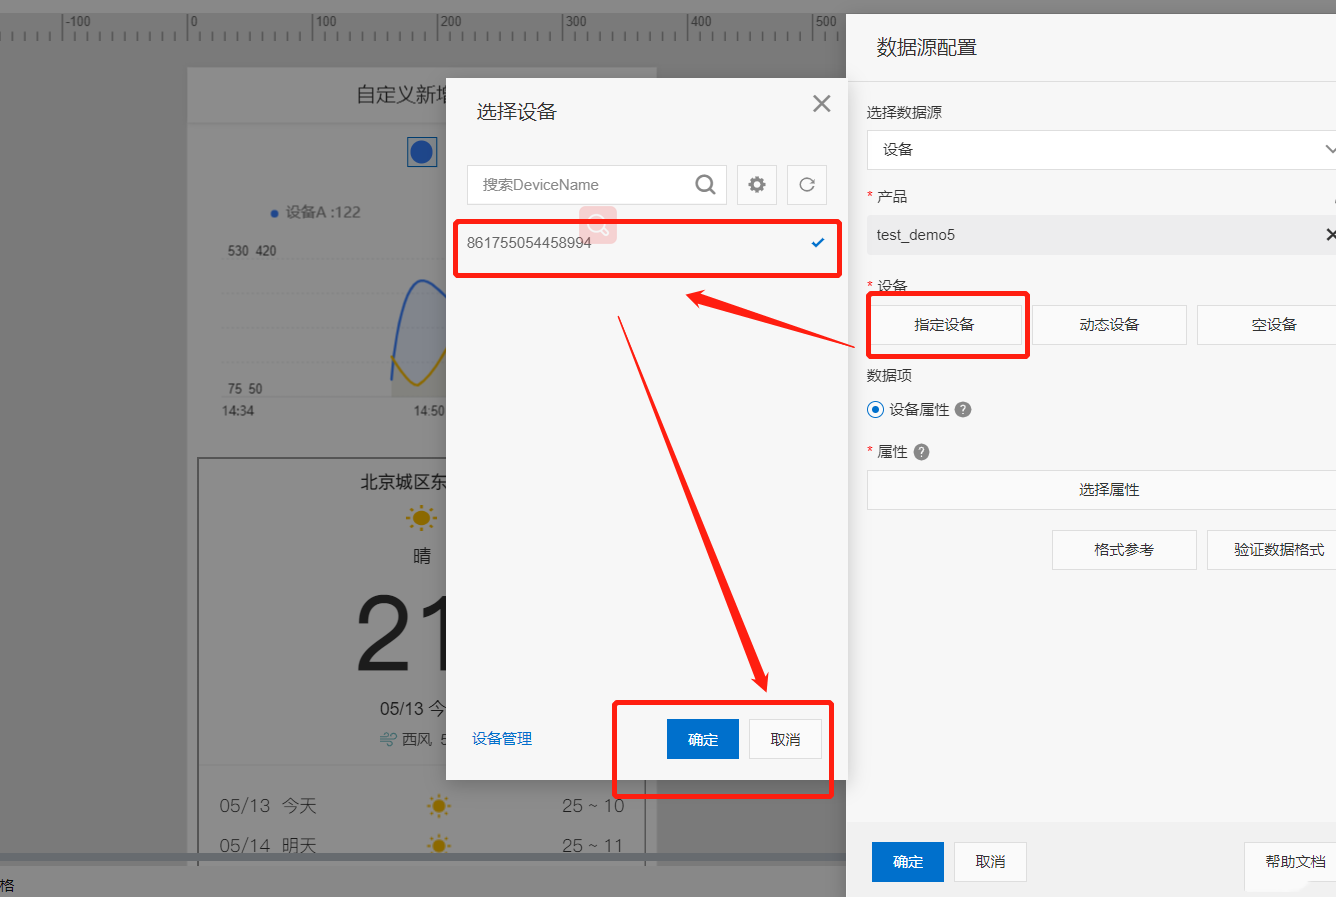 -100 0 100 200 300 400 500
数据源配置
自定义新增
选择设备
选择数据源
设备
搜索DeviceName
* 产品
设备A :122
test_demo5
861755054458994
530 420
* 设备
指定设备 动态设备 空设备
75 50
数据项
14:34 14:50
设备属性 ?
* 属性 ?
北京城区东
选择属性
晴
格式参考 验证数据格式
21
05/13 今
西风 5
设备管理 确定 取消
05/13 今天 25 ~ 10
05/14 明天 25 ~ 11
确定 取消 帮助文档
格